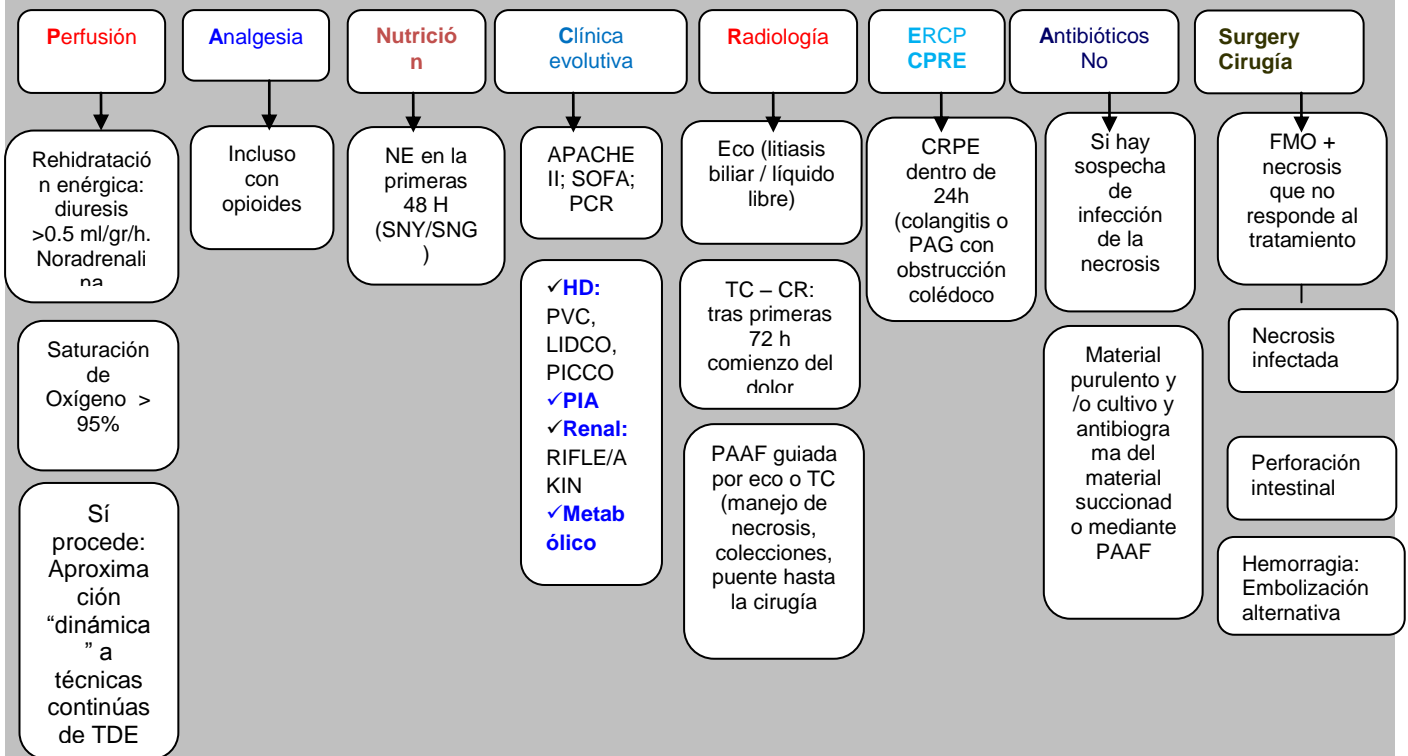 Perfusión
Rehidratació
n enérgica:
diuresis
>0.5 ml/gr/h.
Noradrenali
na
Saturación
de
Oxígeno >
95%
Sí
procede:
Aproxima
ción
“dinámica
” a
técnicas
continúas
de TDE
Analgesia
Incluso
con
opioides
Nutrició
n
NE en la
primeras
48 H
(SNY/SNG
)
Clínica
evolutiva
APACHE
II; SOFA;
PCR
✓HD:
PVC,
LIDCO,
PICCO
✓PIA
✓Renal:
RIFLE/A
KIN
✓Metab
ólico
Radiología
Eco (litiasis
biliar / líquido
libre)
TC – CR:
tras primeras
72 h
comienzo del
dolor
PAAF guiada
por eco o TC
(manejo de
necrosis,
colecciones,
puente hasta
la cirugía
ERCP
CPRE
CRPE
dentro de
24h
(colangitis o
PAG con
obstrucción
colédoco
Antibióticos
No
Si hay
sospecha
de
infección
de la
necrosis
Material
purulento y
/o cultivo y
antibiogra
ma del
material
succionad
o mediante
PAAF
Surgery
Cirugía
FMO +
necrosis
que no
responde al
tratamiento
Necrosis
infectada
Perforación
intestinal
Hemorragia:
Embolización
alternativa